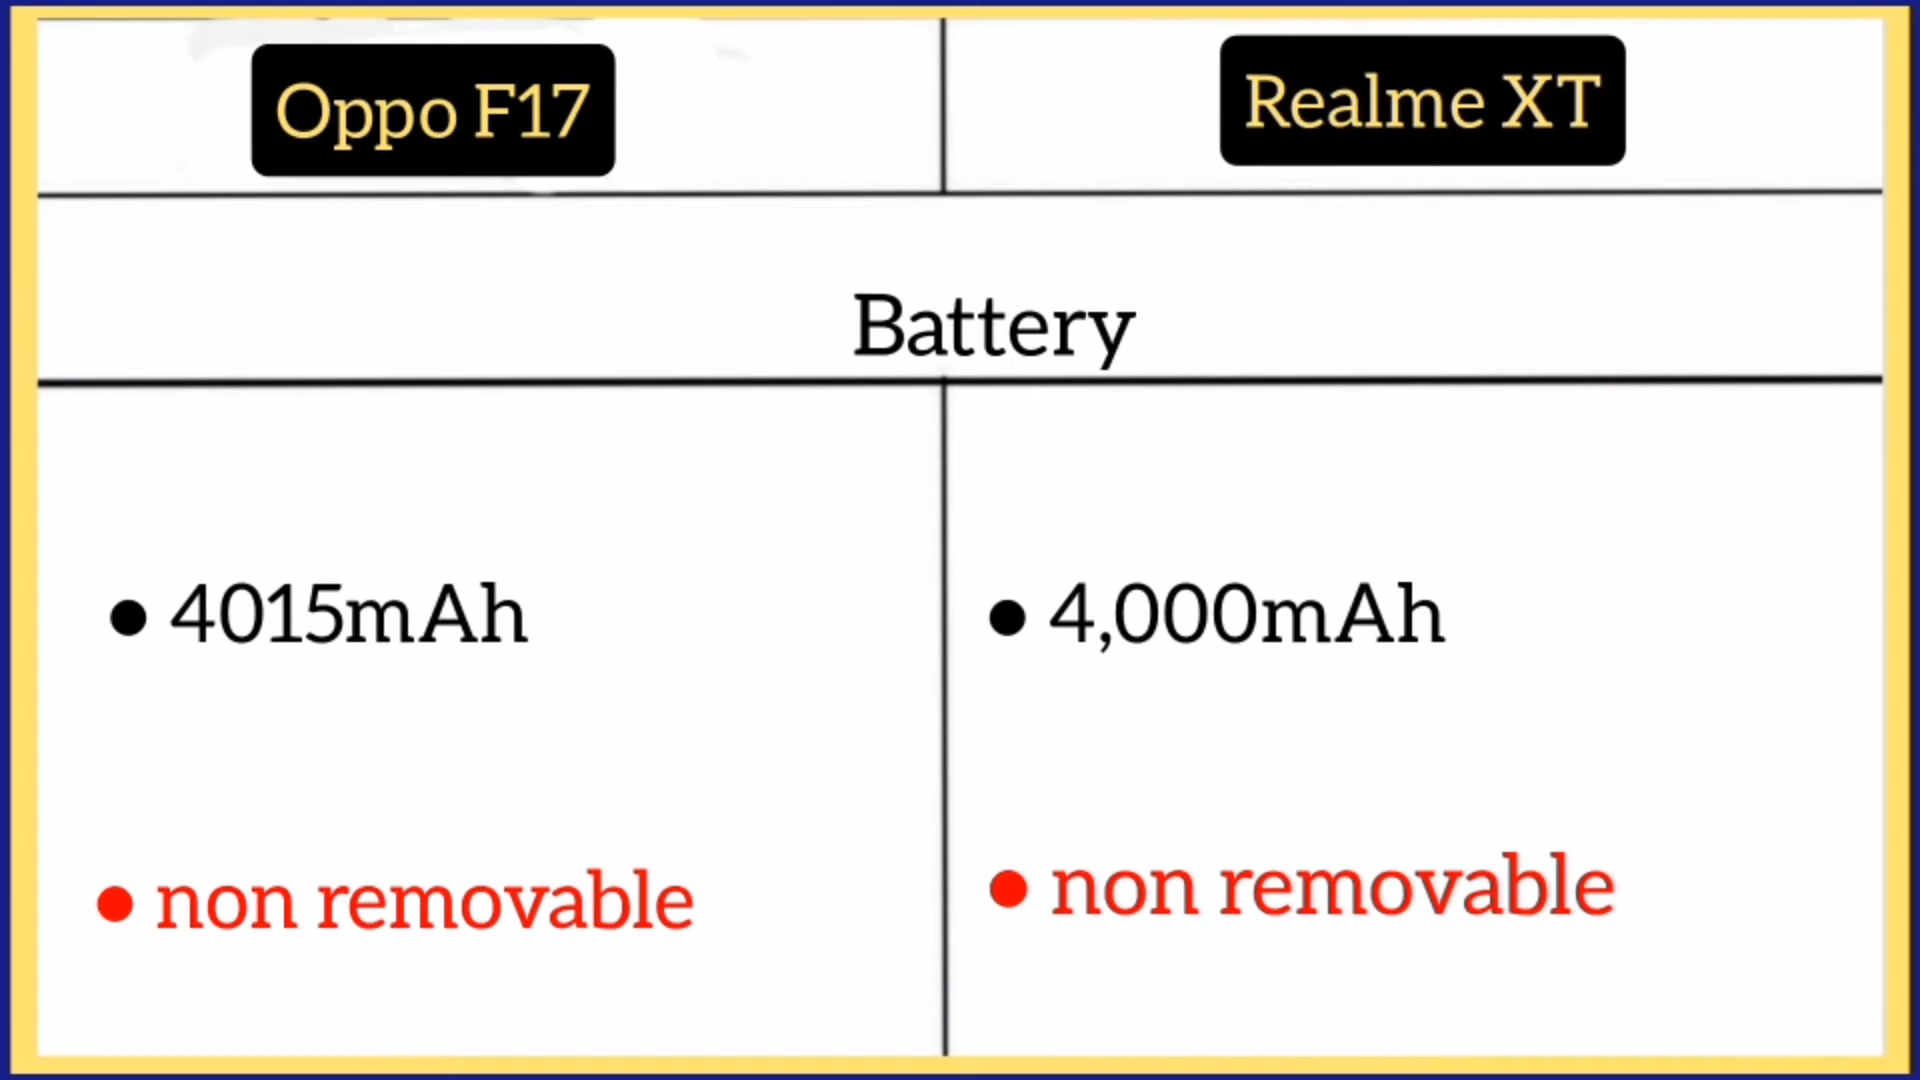 Oppo F17
Realme XT
Battery
• 4015mAh
• 4,000mAh
• non removable
• non removable